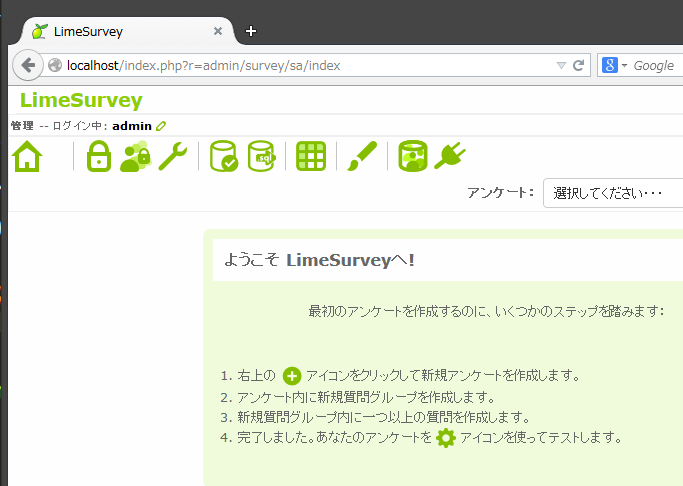 LimeSurvey
localhost/index.php?r=admin/survey/sa/index
Google
LimeSurvey
管理 -- ログイン中: admin
sql
アンケート:
選択してください・・・
ようこそ LimeSurveyへ!
最初のアンケートを作成するのに、いくつかのステップを踏みます:
1. 右上の アイコンをクリックして新規アンケートを作成します。
2. アンケート内に新規質問グループを作成します。
3. 新規質問グループ内に一つ以上の質問を作成します。
4. 完了しました。あなたのアンケートを アイコンを使ってテストします。